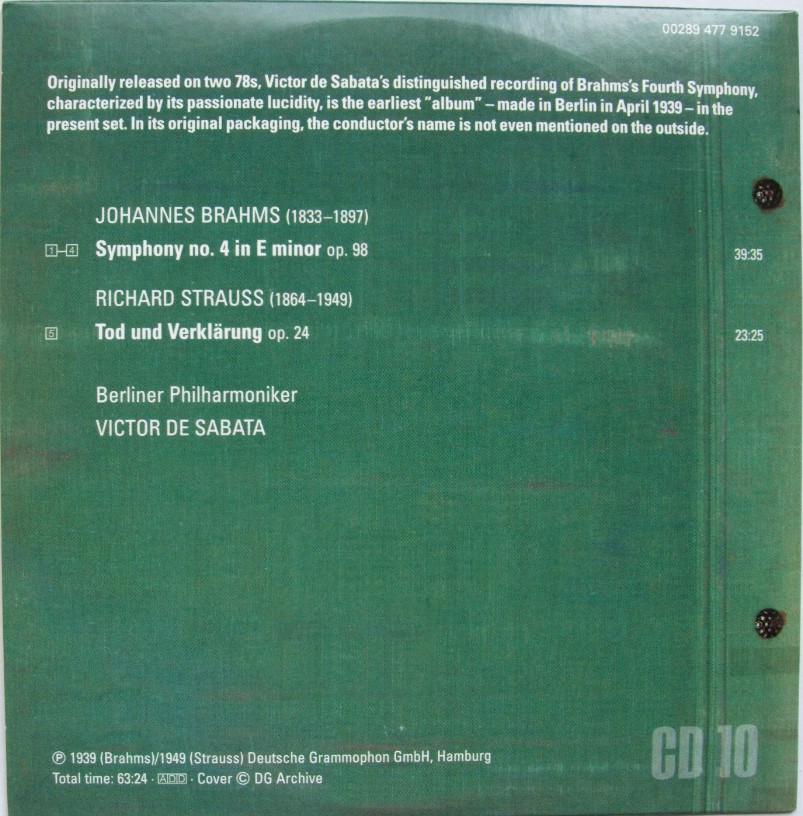 00289 477 9152
Originally released on two 78s, Victor de Sabata's distinguished recording of Brahms's Fourth Symphony,
characterized by its passionate lucidity, is the earliest "album" – made in Berlin in April 1939 – in the
present set. In its original packaging, the conductor's name is not even mentioned on the outside.
JOHANNES BRAHMS (1833–1897)
1–4 Symphony no. 4 in E minor op. 98 39:35
RICHARD STRAUSS (1864–1949)
5 Tod und Verklärung op. 24 23:25
Berliner Philharmoniker
VICTOR DE SABATA
℗ 1939 (Brahms)/1949 (Strauss) Deutsche Grammophon GmbH, Hamburg
Total time: 63:24 · ADD · Cover © DG Archive
CD 10